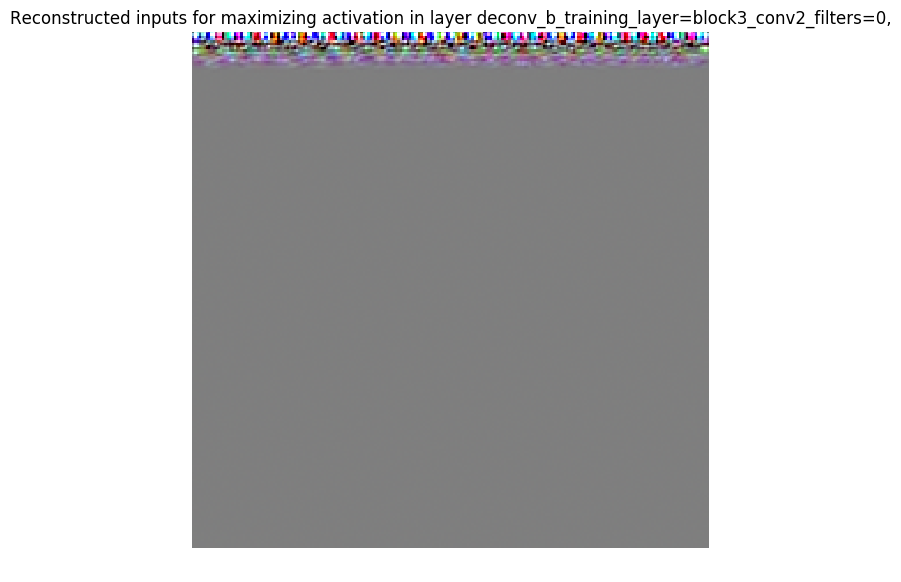 Reconstructed inputs for maximizing activation in layer deconv_b_training_layer=block3_conv2_filters=0,